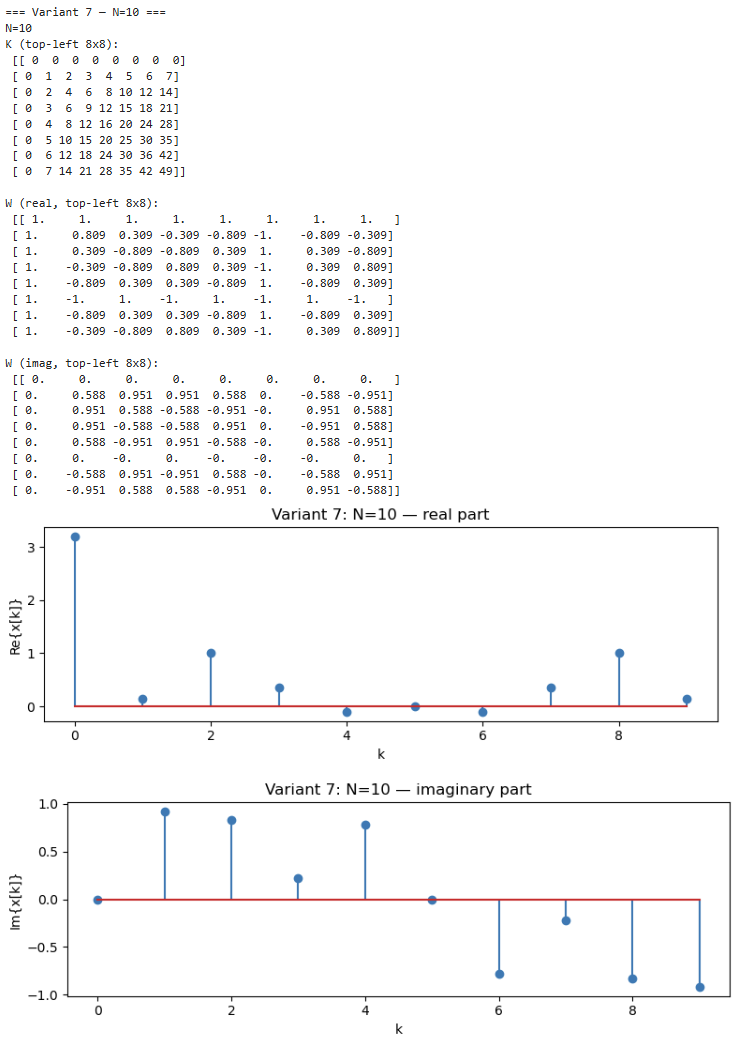 === Variant 7 — N=10 ===
N=10
K (top-left 8x8):
[[ 0 0 0 0 0 0 0 0]
[ 0 1 2 3 4 5 6 7]
[ 0 2 4 6 8 10 12 14]
[ 0 3 6 9 12 15 18 21]
[ 0 4 8 12 16 20 24 28]
[ 0 5 10 15 20 25 30 35]
[ 0 6 12 18 24 30 36 42]
[ 0 7 14 21 28 35 42 49]]
W (real, top-left 8x8):
[[ 1. 1. 1. 1. 1. 1. 1. 1. ]
[ 1. 0.809 0.309 -0.309 -0.809 -1. -0.809 -0.309]
[ 1. 0.309 -0.809 -0.809 0.309 1. 0.309 -0.809]
[ 1. -0.309 -0.809 0.809 0.309 -1. 0.309 0.809]
[ 1. -0.809 0.309 0.309 -0.809 1. -0.809 0.309]
[ 1. -1. 1. -1. 1. -1. 1. -1. ]
[ 1. -0.809 0.309 0.309 -0.809 1. -0.809 0.309]
[ 1. -0.309 -0.809 0.809 0.309 -1. 0.309 0.809]]
W (imag, top-left 8x8):
[[ 0. 0. 0. 0. 0. 0. 0. 0. ]
[ 0. 0.588 0.951 0.951 0.588 0. -0.588 -0.951]
[ 0. 0.951 0.588 -0.588 -0.951 -0. 0.951 0.588]
[ 0. 0.951 -0.588 -0.588 0.951 0. -0.951 0.588]
[ 0. 0.588 -0.951 0.951 -0.588 -0. 0.588 -0.951]
[ 0. 0. -0. 0. -0. -0. -0. 0. ]
[ 0. -0.588 0.951 -0.951 0.588 -0. -0.588 0.951]
[ 0. -0.951 0.588 0.588 -0.951 0. 0.951 -0.588]]
Variant 7: N=10 — real part
3
2
1
0
Re{x[k]}
0 2 4 6 8
k
Variant 7: N=10 — imaginary part
1.0
0.5
0.0
−0.5
−1.0
Im{x[k]}
0 2 4 6 8
k